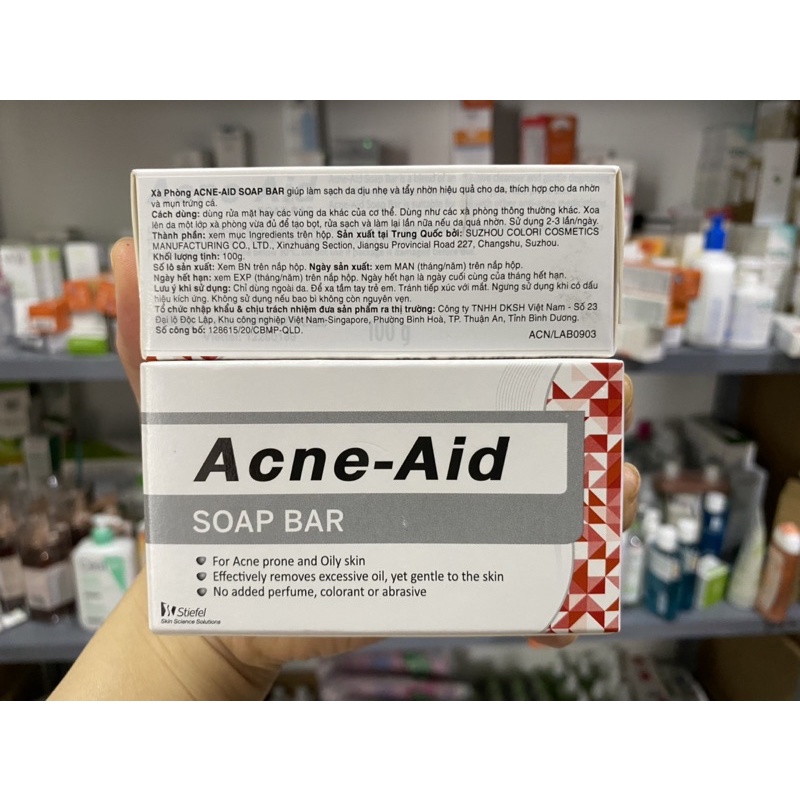 Xà Phòng ACNE-AID SOAP BAR giúp làm sạch da dịu nhẹ và tẩy nhờn hiệu quả cho da, thích hợp cho da nhờn
và mụn trứng cá.
Cách dùng: dùng rửa mặt hay các vùng da khác của cơ thể. Dùng như các xà phòng thông thường khác. Xoa
lên da một lớp xà phòng vừa đủ để tạo bọt, rửa sạch và làm lại lần nữa nếu da quá nhờn. Sử dụng 2-3 lần/ngày.
Thành phần: xem mục Ingredients trên hộp. Sản xuất tại Trung Quốc bởi: SUZHOU COLORI COSMETICS
MANUFACTURING CO., LTD., Xinzhuang Section, Jiangsu Provincial Road 227, Changshu, Suzhou.
Khối lượng tịnh: 100g.
Số lô sản xuất: Xem BN trên nắp hộp. Ngày sản xuất: xem MAN (tháng/năm) trên nắp hộp.
Ngày hết hạn: xem EXP (tháng/năm) trên nắp hộp. Ngày hết hạn là ngày cuối cùng của tháng hết hạn.
Lưu ý khi sử dụng: Chỉ dùng ngoài da. Để xa tầm tay trẻ em. Tránh tiếp xúc với mắt. Ngưng sử dụng khi có dấu
hiệu kích ứng. Không sử dụng nếu bao bì không còn nguyên vẹn.
Tổ chức nhập khẩu & chịu trách nhiệm đưa sản phẩm ra thị trường: Công ty TNHH DKSH Việt Nam - Số 23
Đại lộ Độc Lập, Khu công nghiệp Việt Nam-Singapore, Phường Bình Hoà, TP. Thuận An, Tỉnh Bình Dương.
Số công bố: 128615/20/CBMP-QLD.
ACN/LAB0903
100 g
Acne-Aid
SOAP BAR
For Acne prone and Oily skin
Effectively removes excessive oil, yet gentle to the skin
No added perfume, colorant or abrasive
Stiefel
Skin Science Solutions